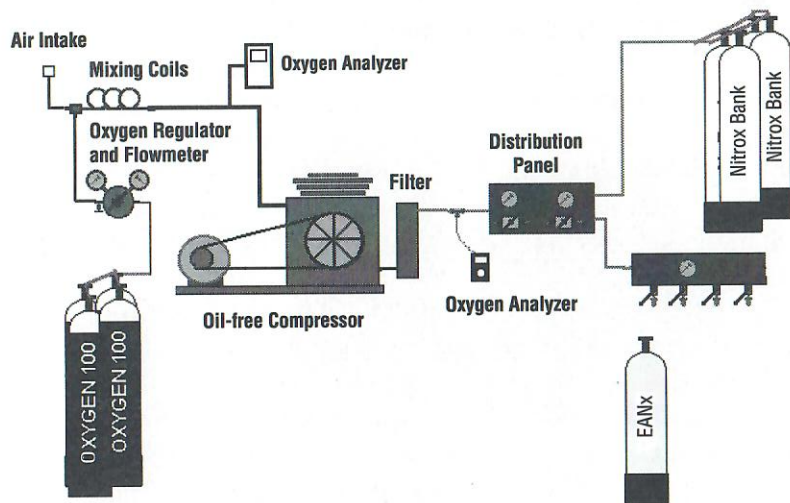 Air Intake
Mixing Coils
Oxygen Analyzer
Oxygen Regulator
and Flowmeter
OXYGEN 100
OXYGEN 100
Oil-free Compressor
Filter
Oxygen Analyzer
Distribution
Panel
Nitrox Bank
Nitrox Bank
EANx